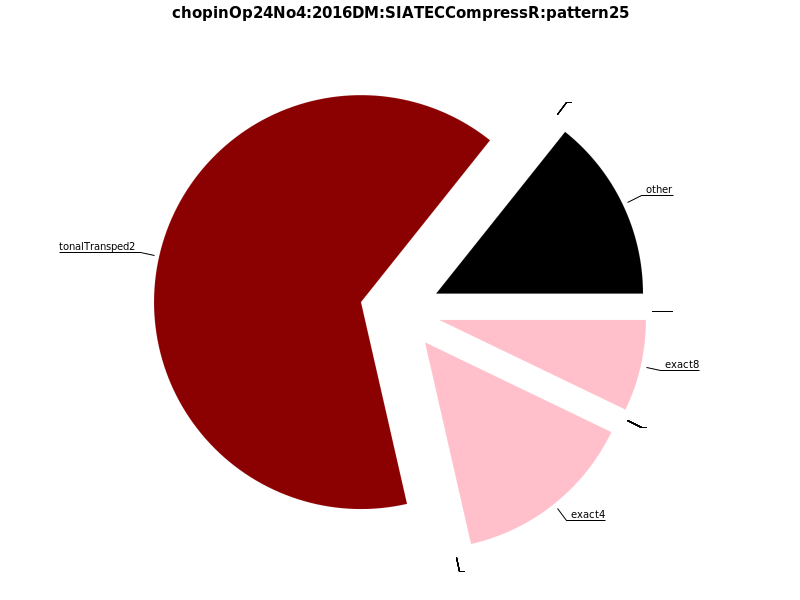 chopinOp24No4:2016DM:SIATECCompressR:pattern25
other
tonalTransped2
exact8
exact4